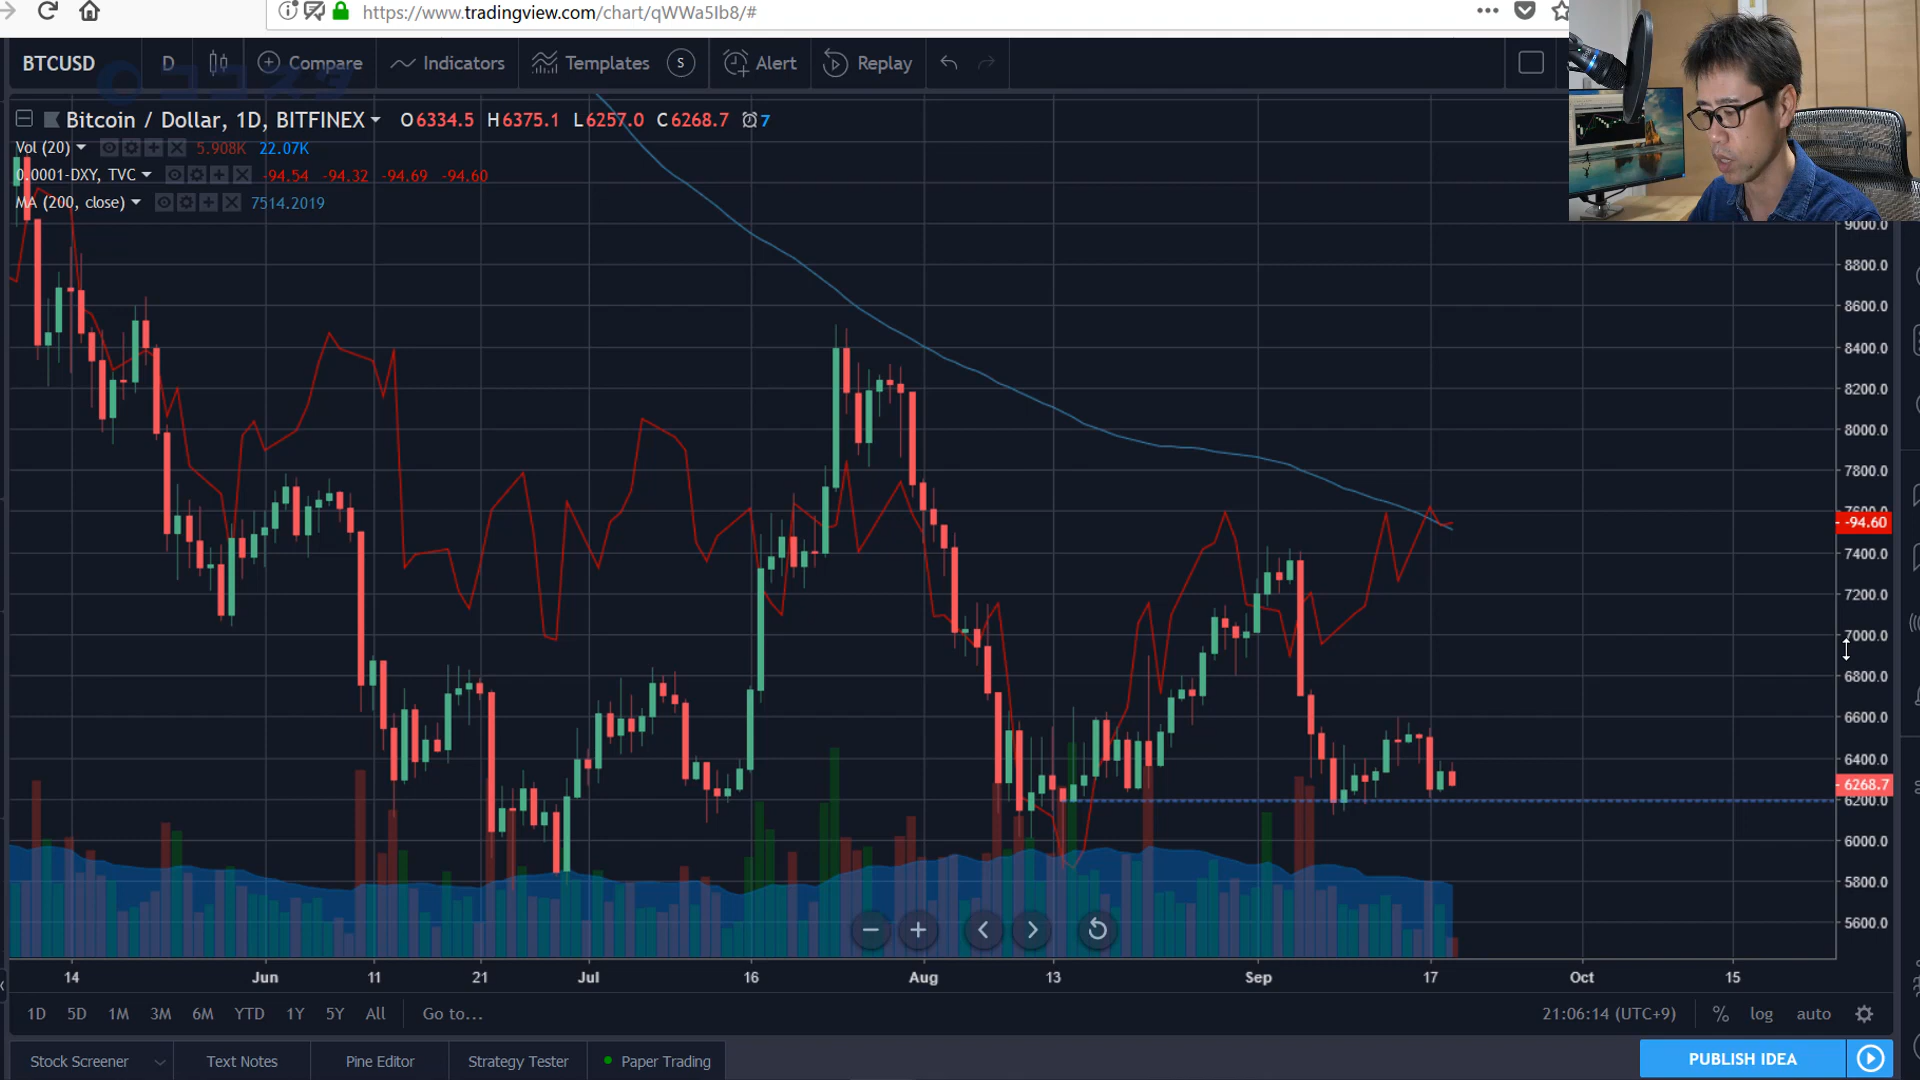 https://www.tradingview.com/chart/qWWa5Ib8/#
BTCUSD D Compare Indicators Templates S Alert Replay
ココスタ
Bitcoin / Dollar, 1D, BITFINEX O6334.5 H6375.1 L6257.0 C6268.7 7
Vol (20) 5.908K 22.07K
0.0001-DXY, TVC -94.54 -94.32 -94.69 -94.60
MA (200, close) 7514.2019
9000.0
8800.0
8600.0
8400.0
8200.0
8000.0
7800.0
7600.0
-94.60
7400.0
7200.0
7000.0
6800.0
6600.0
6400.0
6268.7
6200.0
6000.0
5800.0
5600.0
14 Jun 11 21 Jul 16 Aug 13 Sep 17 Oct 15
1D 5D 1M 3M 6M YTD 1Y 5Y All Go to... 21:06:14 (UTC+9) % log auto
Stock Screener Text Notes Pine Editor Strategy Tester Paper Trading PUBLISH IDEA